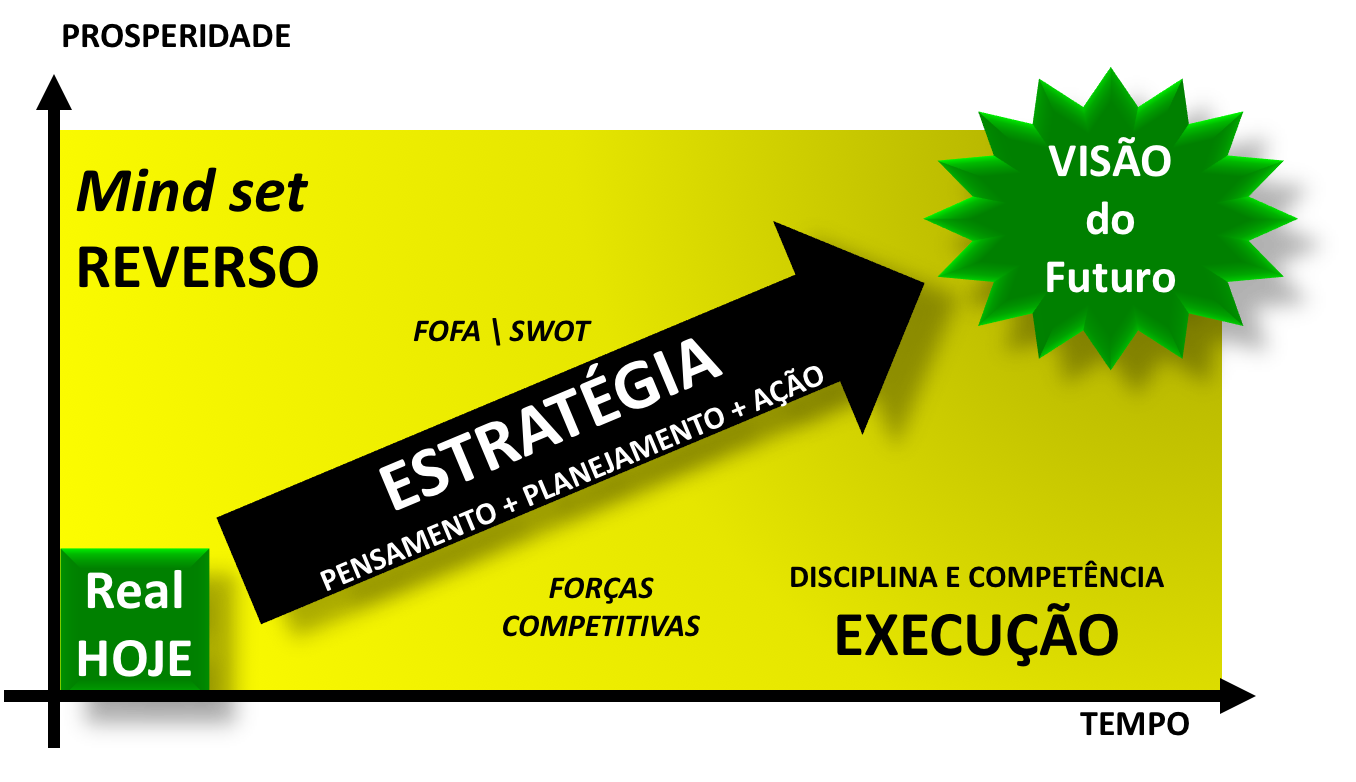 PROSPERIDADE
Mind set
REVERSO
VISÃO
do
Futuro
FOFA \ SWOT
ESTRATÉGIA
PENSAMENTO + PLANEJAMENTO + AÇÃO
Real
HOJE
FORÇAS
COMPETITIVAS
DISCIPLINA E COMPETÊNCIA
EXECUÇÃO
TEMPO